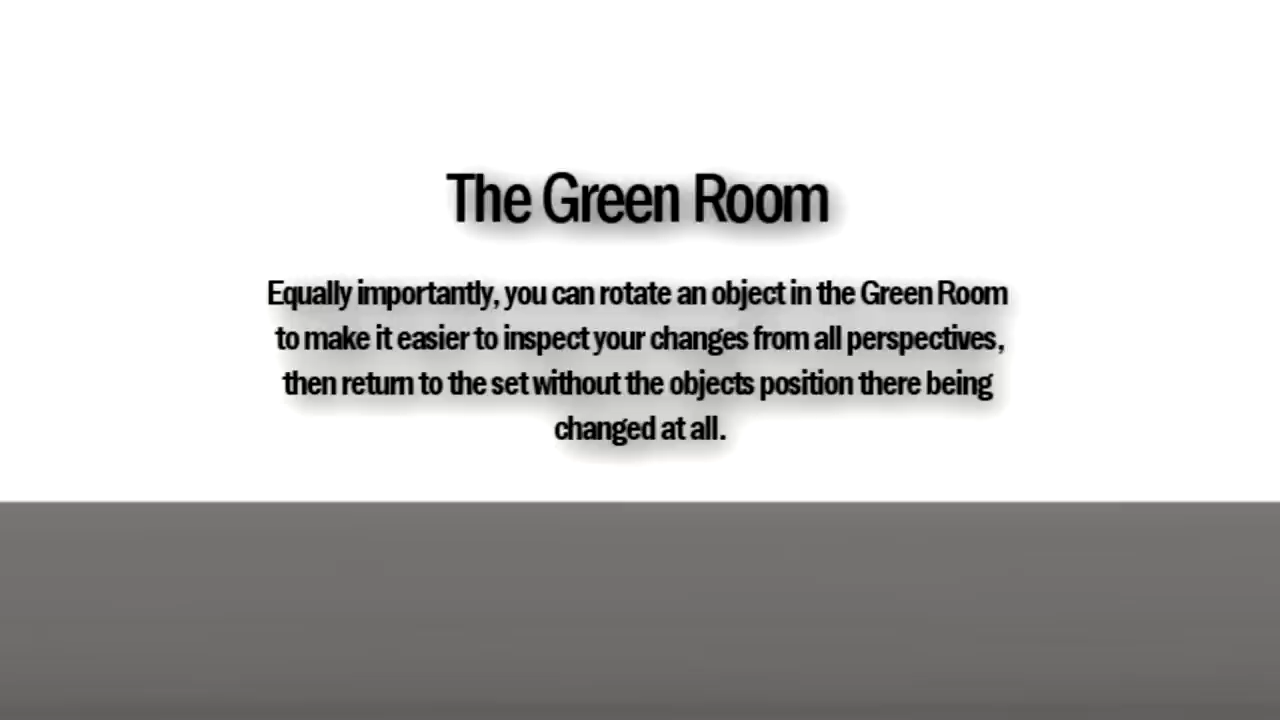 The Green Room
Equally importantly, you can rotate an object in the Green Room
to make it easier to inspect your changes from all perspectives,
then return to the set without the objects position there being
changed at all.